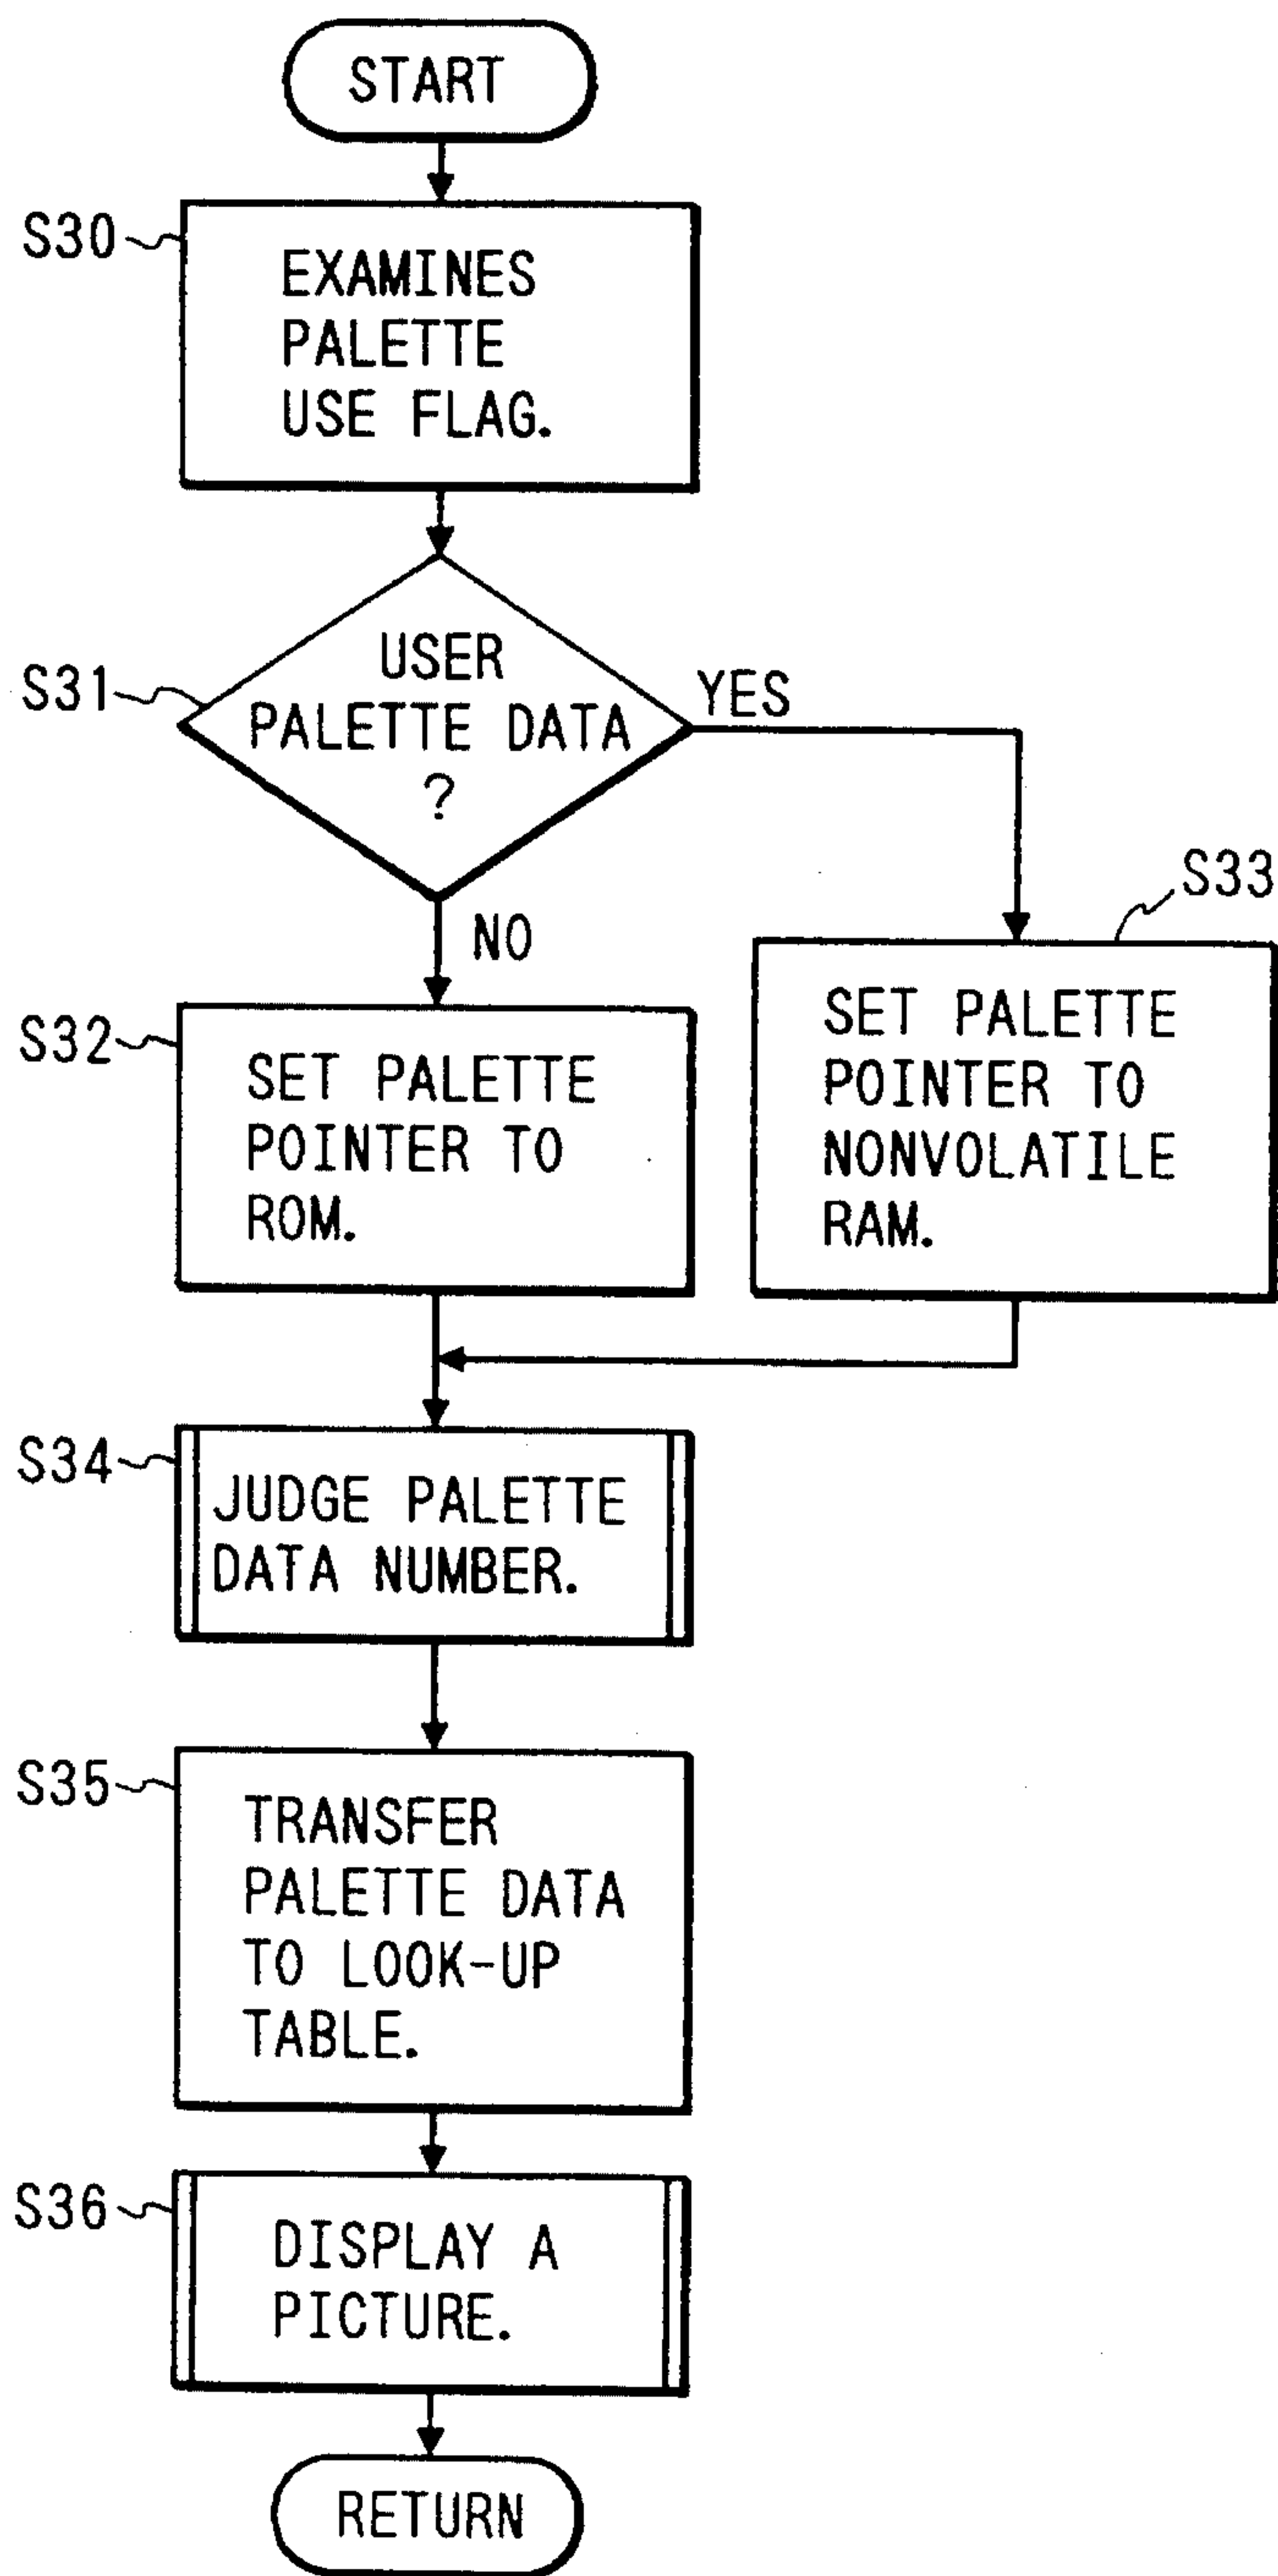 START
S30
EXAMINES
PALETTE
USE FLAG.
S31
USER
PALETTE DATA
?
YES
NO
S32
SET PALETTE
POINTER TO
ROM.
S33
SET PALETTE
POINTER TO
NONVOLATILE
RAM.
S34
JUDGE PALETTE
DATA NUMBER.
S35
TRANSFER
PALETTE DATA
TO LOOK-UP
TABLE.
S36
DISPLAY A
PICTURE.
RETURN